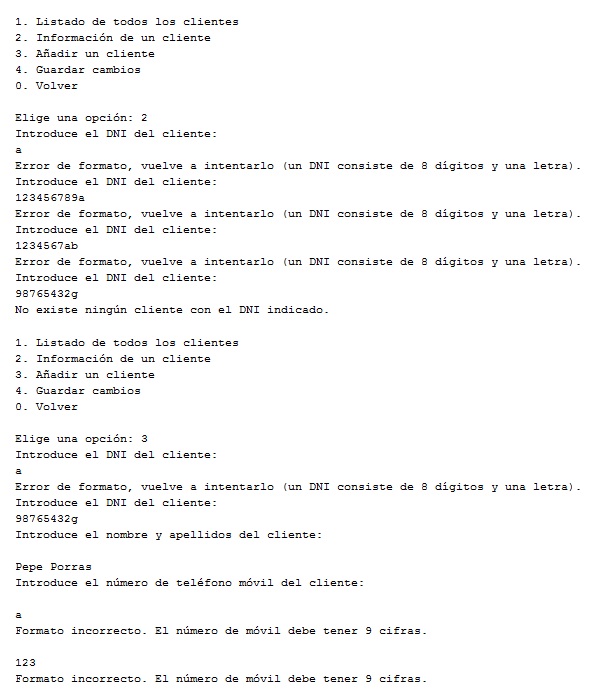 1. Listado de todos los clientes
2. Información de un cliente
3. Añadir un cliente
4. Guardar cambios
0. Volver
Elige una opción: 2
Introduce el DNI del cliente:
a
Error de formato, vuelve a intentarlo (un DNI consiste de 8 dígitos y una letra).
Introduce el DNI del cliente:
123456789a
Error de formato, vuelve a intentarlo (un DNI consiste de 8 dígitos y una letra).
Introduce el DNI del cliente:
1234567ab
Error de formato, vuelve a intentarlo (un DNI consiste de 8 dígitos y una letra).
Introduce el DNI del cliente:
98765432g
No existe ningún cliente con el DNI indicado.
1. Listado de todos los clientes
2. Información de un cliente
3. Añadir un cliente
4. Guardar cambios
0. Volver
Elige una opción: 3
Introduce el DNI del cliente:
a
Error de formato, vuelve a intentarlo (un DNI consiste de 8 dígitos y una letra).
Introduce el DNI del cliente:
98765432g
Introduce el nombre y apellidos del cliente:
Pepe Porras
Introduce el número de teléfono móvil del cliente:
a
Formato incorrecto. El número de móvil debe tener 9 cifras.
123
Formato incorrecto. El número de móvil debe tener 9 cifras.